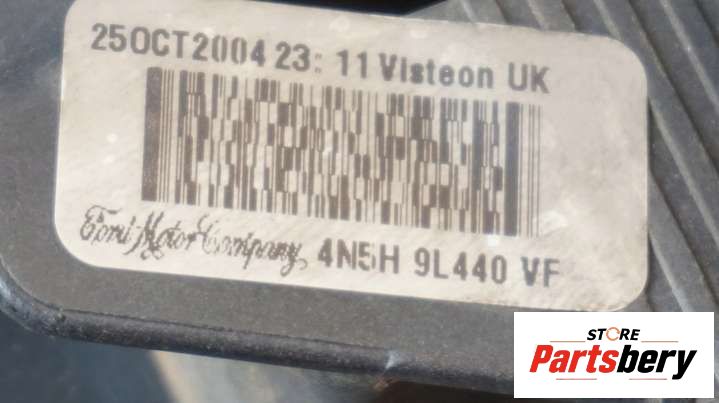 25OCT2004 23:11 Visteon UK
Ford Motor Company, 4N5H 9L440 VF
STORE
Partsbery